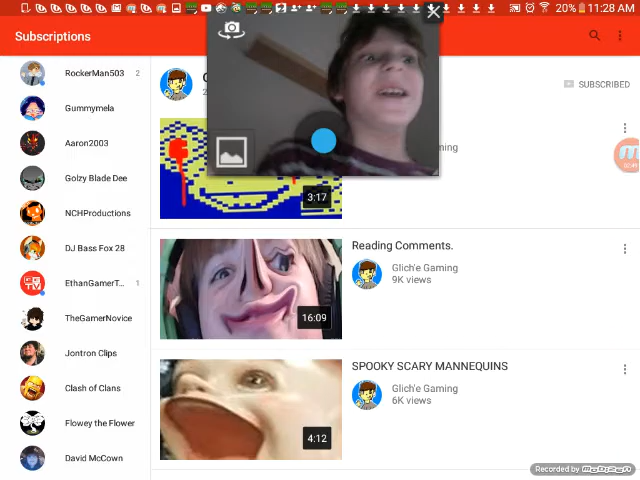 20% 11:28 AM
Subscriptions
RockerMan503 2
SUBSCRIBED
Gummymela
Aaron2003
Golzy Blade Dee
3:17
NCHProductions
DJ Bass Fox 28
Reading Comments.
Glich'e Gaming
9K views
EthanGamerT... 1
16:09
TheGamerNovice
Jontron Clips
SPOOKY SCARY MANNEQUINS
Glich'e Gaming
6K views
Clash of Clans
Flowey the Flower
4:12
David McCown
Recorded by Mobizen